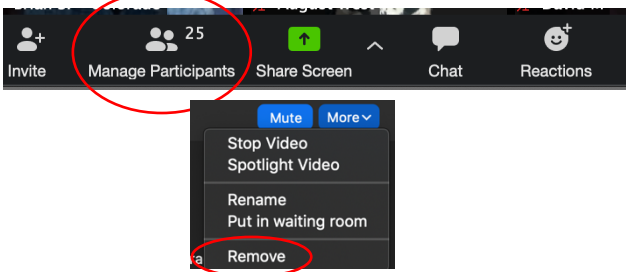 25
Invite Manage Participants Share Screen Chat Reactions
Mute More
Stop Video
Spotlight Video
Rename
Put in waiting room
Remove